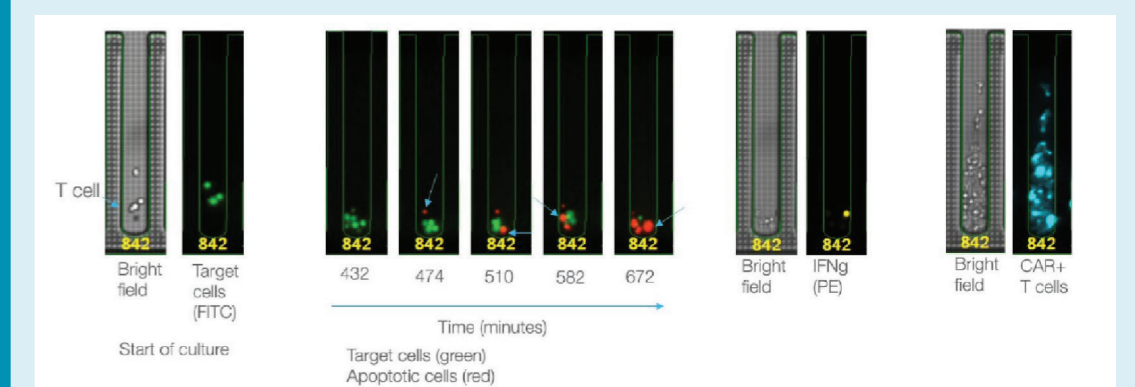 T cell
842
842
842
842
842
842
842
842
842
842
842
Bright
field
Target
cells
(FITC)
432
474
510
582
672
Bright
field
IFNg
(PE)
Bright
field
CAR+
T cells
Time (minutes)
Start of culture
Target cells (green)
Apoptotic cells (red)